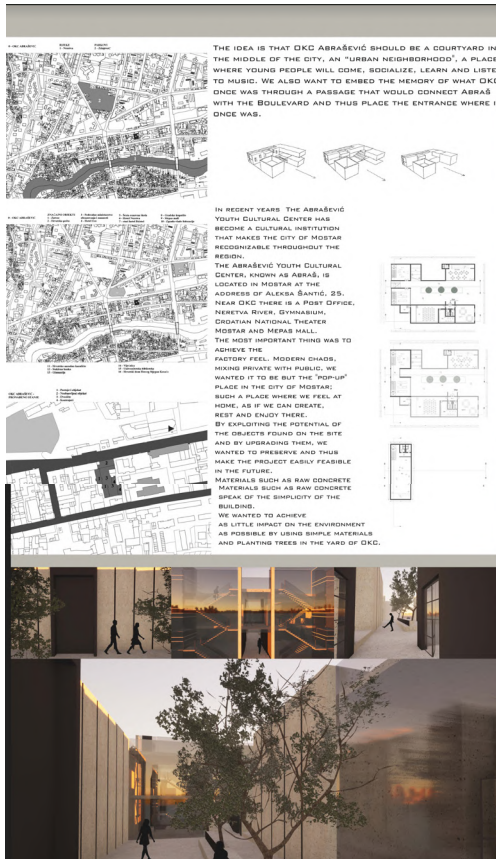 THE IDEA IS THAT OKC ABRAŠEVIĆ SHOULD BE A COURTYARD IN
THE MIDDLE OF THE CITY, AN "URBAN NEIGHBORHOOD", A PLACE
WHERE YOUNG PEOPLE WILL COME, SOCIALIZE, LEARN AND LISTE
TO MUSIC. WE ALSO WANT TO EMBED THE MEMORY OF WHAT OKC
ONCE WAS THROUGH A PASSAGE THAT WOULD CONNECT ABRAŠ
WITH THE BOULEVARD AND THUS PLACE THE ENTRANCE WHERE I
ONCE WAS.
IN RECENT YEARS THE ABRAŠEVIĆ
YOUTH CULTURAL CENTER HAS
BECOME A CULTURAL INSTITUTION
THAT MAKES THE CITY OF MOSTAR
RECOGNIZABLE THROUGHOUT THE
REGION.
THE ABRAŠEVIĆ YOUTH CULTURAL
CENTER, KNOWN AS ABRAŠ, IS
LOCATED IN MOSTAR AT THE
ADDRESS OF ALEKSA ŠANTIĆ, 25.
NEAR OKC THERE IS A POST OFFICE,
NERETVA RIVER, GYMNASIUM,
CROATIAN NATIONAL THEATER
MOSTAR AND MEPAS MALL.
THE MOST IMPORTANT THING WAS TO
ACHIEVE THE
FACTORY FEEL. MODERN CHAOS,
MIXING PRIVATE WITH PUBLIC, WE
WANTED IT TO BE BUT THE "POP-UP"
PLACE IN THE CITY OF MOSTAR;
SUCH A PLACE WHERE WE FEEL AT
HOME, AS IF WE CAN CREATE,
REST AND ENJOY THERE.
BY EXPLOITING THE POTENTIAL OF
THE OBJECTS FOUND ON THE SITE
AND BY UPGRADING THEM, WE
WANTED TO PRESERVE AND THUS
MAKE THE PROJECT EASILY FEASIBLE
IN THE FUTURE.
MATERIALS SUCH AS RAW CONCRETE
MATERIALS SUCH AS RAW CONCRETE
SPEAK OF THE SIMPLICITY OF THE
BUILDING.
WE WANTED TO ACHIEVE
AS LITTLE IMPACT ON THE ENVIRONMENT
AS POSSIBLE BY USING SIMPLE MATERIALS
AND PLANTING TREES IN THE YARD OF OKC.